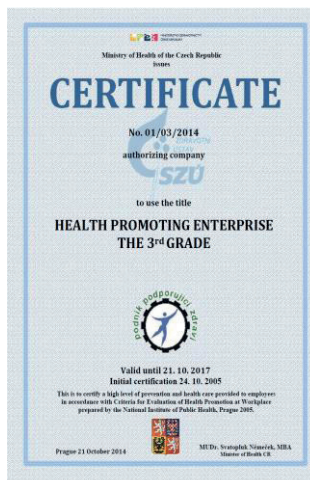 Ministry of Health of the Czech Republic
issues
CERTIFICATE
No. 01/03/2014
authorizing company
SZÚ
to use the title
HEALTH PROMOTING ENTERPRISE
THE 3rd GRADE
podnik podporující zdraví
Valid until 21. 10. 2017
Initial certification 24. 10. 2005
This is to certify a high level of prevention and health care provided to employees
in accordance with Criteria for Evaluation of Health Promotion at Workplace
prepared by the National Institute of Public Health, Prague 2005.
Prague 21 October 2014
MUDr. Svatopluk Němeček, MBA
Minister of Health CR